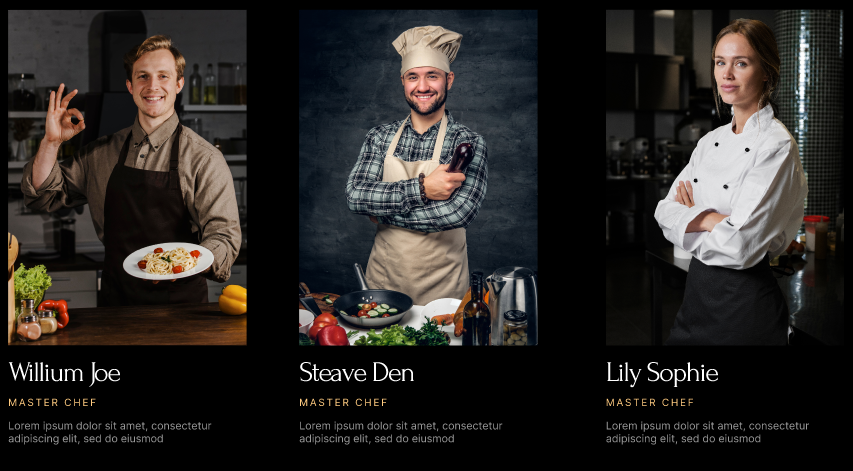 Willium Joe
MASTER CHEF
Lorem ipsum dolor sit amet, consectetur
adipiscing elit, sed do eiusmod
Steave Den
MASTER CHEF
Lorem ipsum dolor sit amet, consectetur
adipiscing elit, sed do eiusmod
Lily Sophie
MASTER CHEF
Lorem ipsum dolor sit amet, consectetur
adipiscing elit, sed do eiusmod